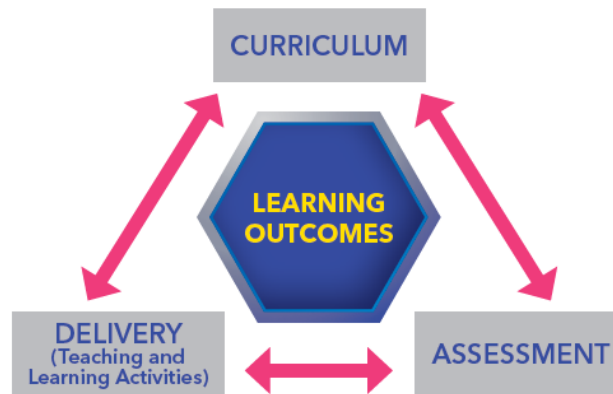 CURRICULUM
LEARNING
OUTCOMES
DELIVERY
(Teaching and
Learning Activities)
ASSESSMENT